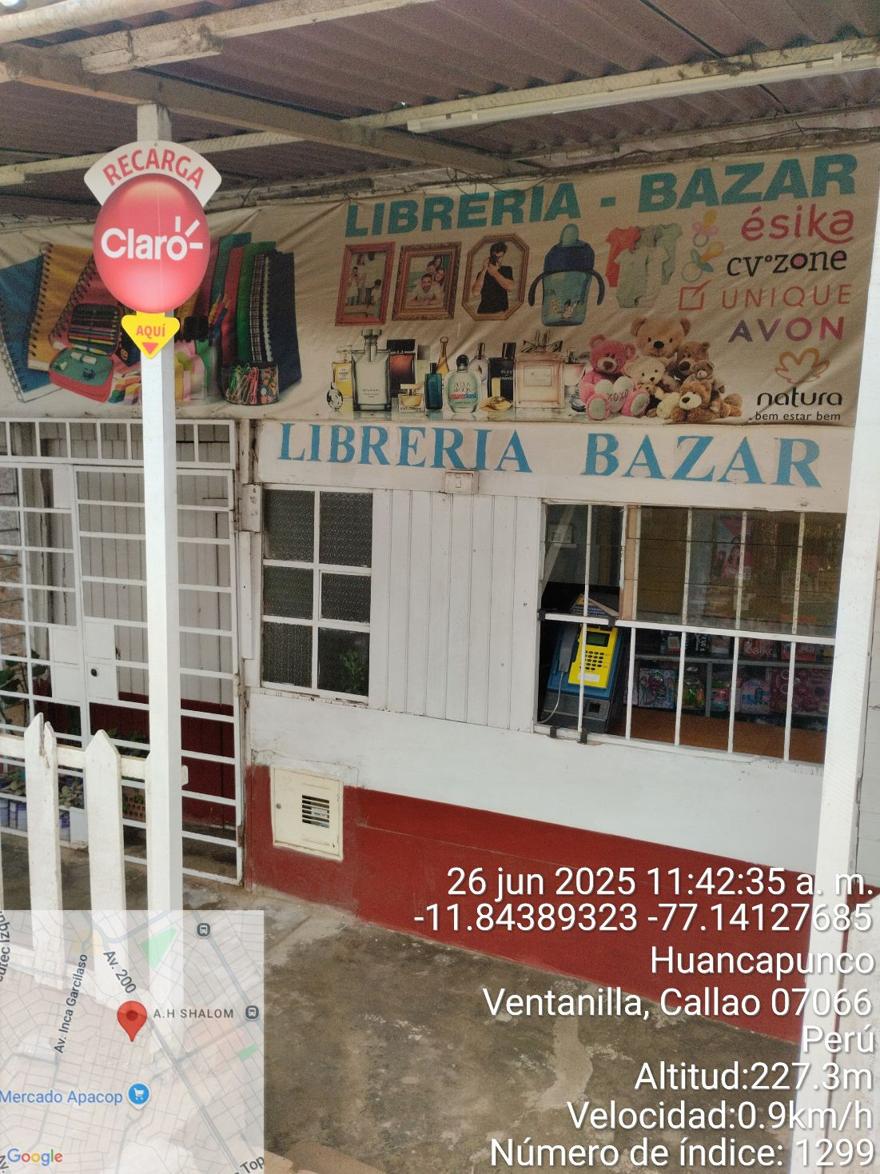 RECARGA
Claro
AQUÍ
LIBRERIA - BAZAR
ésika
cy°zone
UNIQUE
AVON
natura
bem estar bem
LIBRERIA BAZAR
26 jun 2025 11:42:35 a. m.
-11.84389323 -77.14127685
Huancapunco
Ventanilla, Callao 07066
Perú
Altitud:227.3m
Velocidad:0.9km/h
Número de índice: 1299
Av. 200
Av. Inca Garcilaso
A.H SHALOM
Mercado Apacop
Google